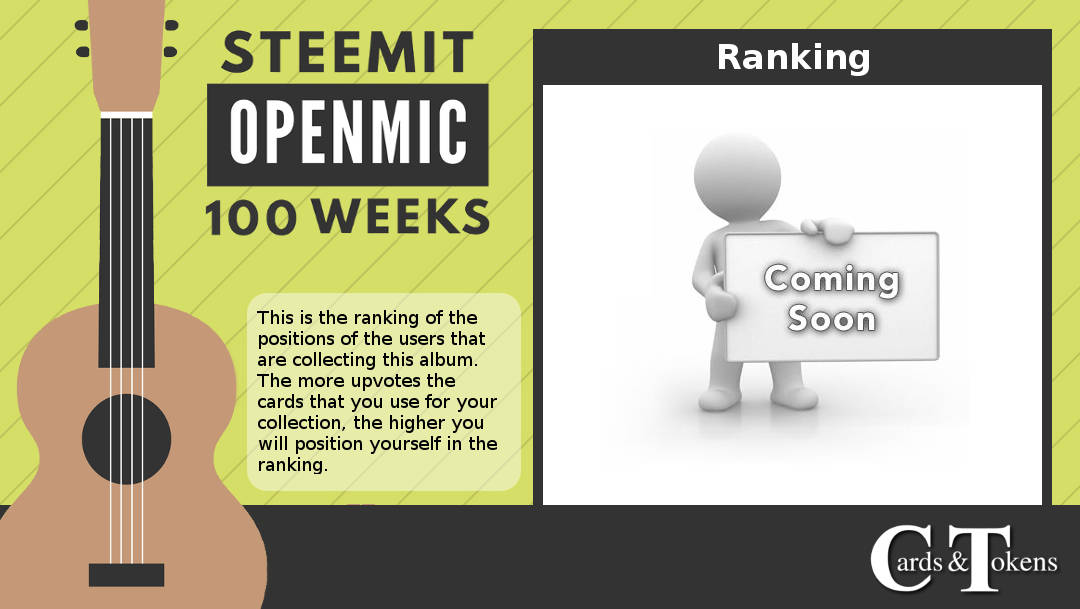 STEEMIT
OPENMIC
100 WEEKS
This is the ranking of the
positions of the users that
are collecting this album.
The more upvotes the
cards that you use for your
collection, the higher you
will position yourself in the
ranking.
Ranking
Coming
Soon
Cards & Tokens